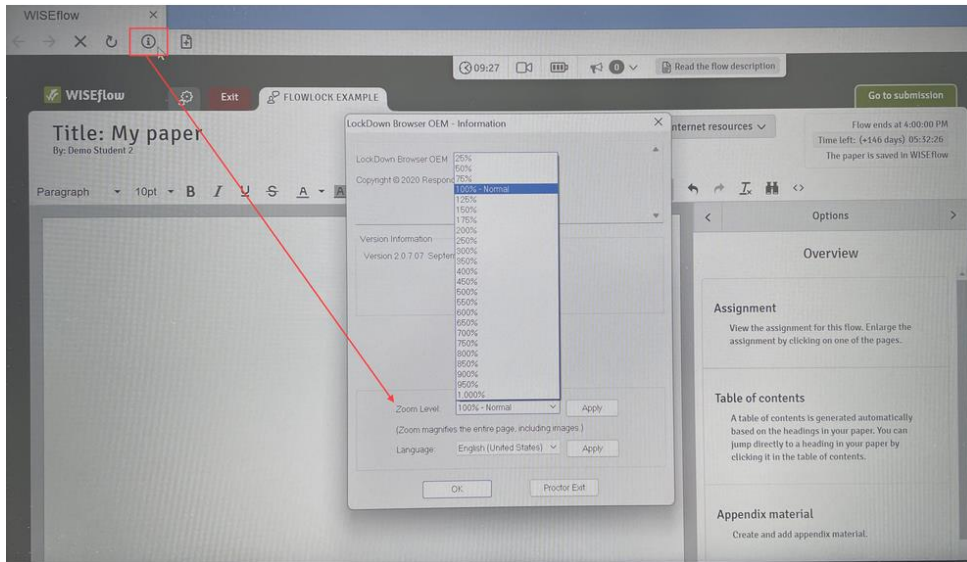 WISEflow
09:27
0
Read the flow description
WISEflow
Exit
FLOWLOCK EXAMPLE
Go to submission
Title: My paper
By: Demo Student 2
LockDown Browser OEM - Information
nternet resources
Flow ends at 4:00:00 PM
Time left: (+146 days) 05:32:26
The paper is saved in WISEflow
Paragraph
10pt
B I U S A A
LockDown Browser OEM
Copyright © 2020 Respon
25%
50%
75%
100% - Normal
125%
150%
175%
200%
250%
300%
350%
400%
450%
500%
550%
600%
650%
700%
750%
800%
850%
900%
950%
1,000%
Version Information
Version 2.0.7.07 Septem
Zoom Level:
100% - Normal
Apply
(Zoom magnifies the entire page, including images.)
Language:
English (United States)
Apply
OK
Proctor Exit
Options
Overview
Assignment
View the assignment for this flow. Enlarge the
assignment by clicking on one of the pages.
Table of contents
A table of contents is generated automatically
based on the headings in your paper. You can
jump directly to a heading in your paper by
clicking it in the table of contents.
Appendix material
Create and add appendix material.